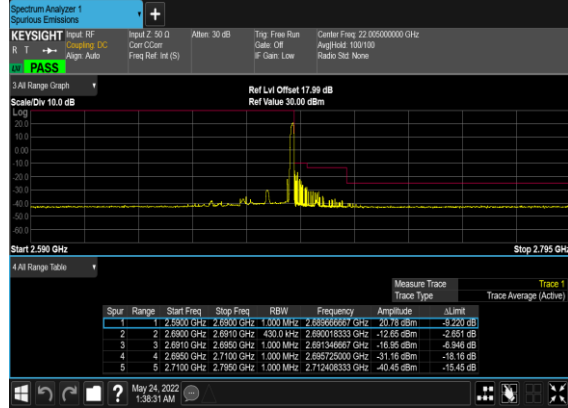 Spectrum Analyzer 1
Spurious Emissions
+
KEYSIGHT Input: RF Input Z: 50 Ω Atten: 30 dB Trig: Free Run Center Freq: 22.005000000 GHz
R T Coupling: DC Corr CCorr Gate: Off Avg|Hold: 100/100
Align: Auto Freq Ref: Int (S) IF Gain: Low Radio Std: None
PASS
3 All Range Graph
Ref Lvl Offset 17.99 dB
Scale/Div 10.0 dB Ref Value 30.00 dBm
Log
20.0
10.0
0.00
-10.0
-20.0
-30.0
-40.0
-50.0
-60.0
Start 2.590 GHz Stop 2.795 GHz
4 All Range Table
Measure Trace Trace 1
Trace Type Trace Average (Active)
Spur Range Start Freq Stop Freq RBW Frequency Amplitude ΔLimit
1 1 2.5900 GHz 2.6900 GHz 1.000 MHz 2.689666667 GHz 20.78 dBm -9.220 dB
2 2 2.6900 GHz 2.6910 GHz 430.0 kHz 2.690018333 GHz -12.65 dBm -2.651 dB
3 3 2.6910 GHz 2.6950 GHz 1.000 MHz 2.691346667 GHz -16.95 dBm -6.946 dB
4 4 2.6950 GHz 2.7100 GHz 1.000 MHz 2.695725000 GHz -31.16 dBm -18.16 dB
5 5 2.7100 GHz 2.7950 GHz 1.000 MHz 2.712408333 GHz -40.45 dBm -15.45 dB
? May 24, 2022
1:38:31 AM